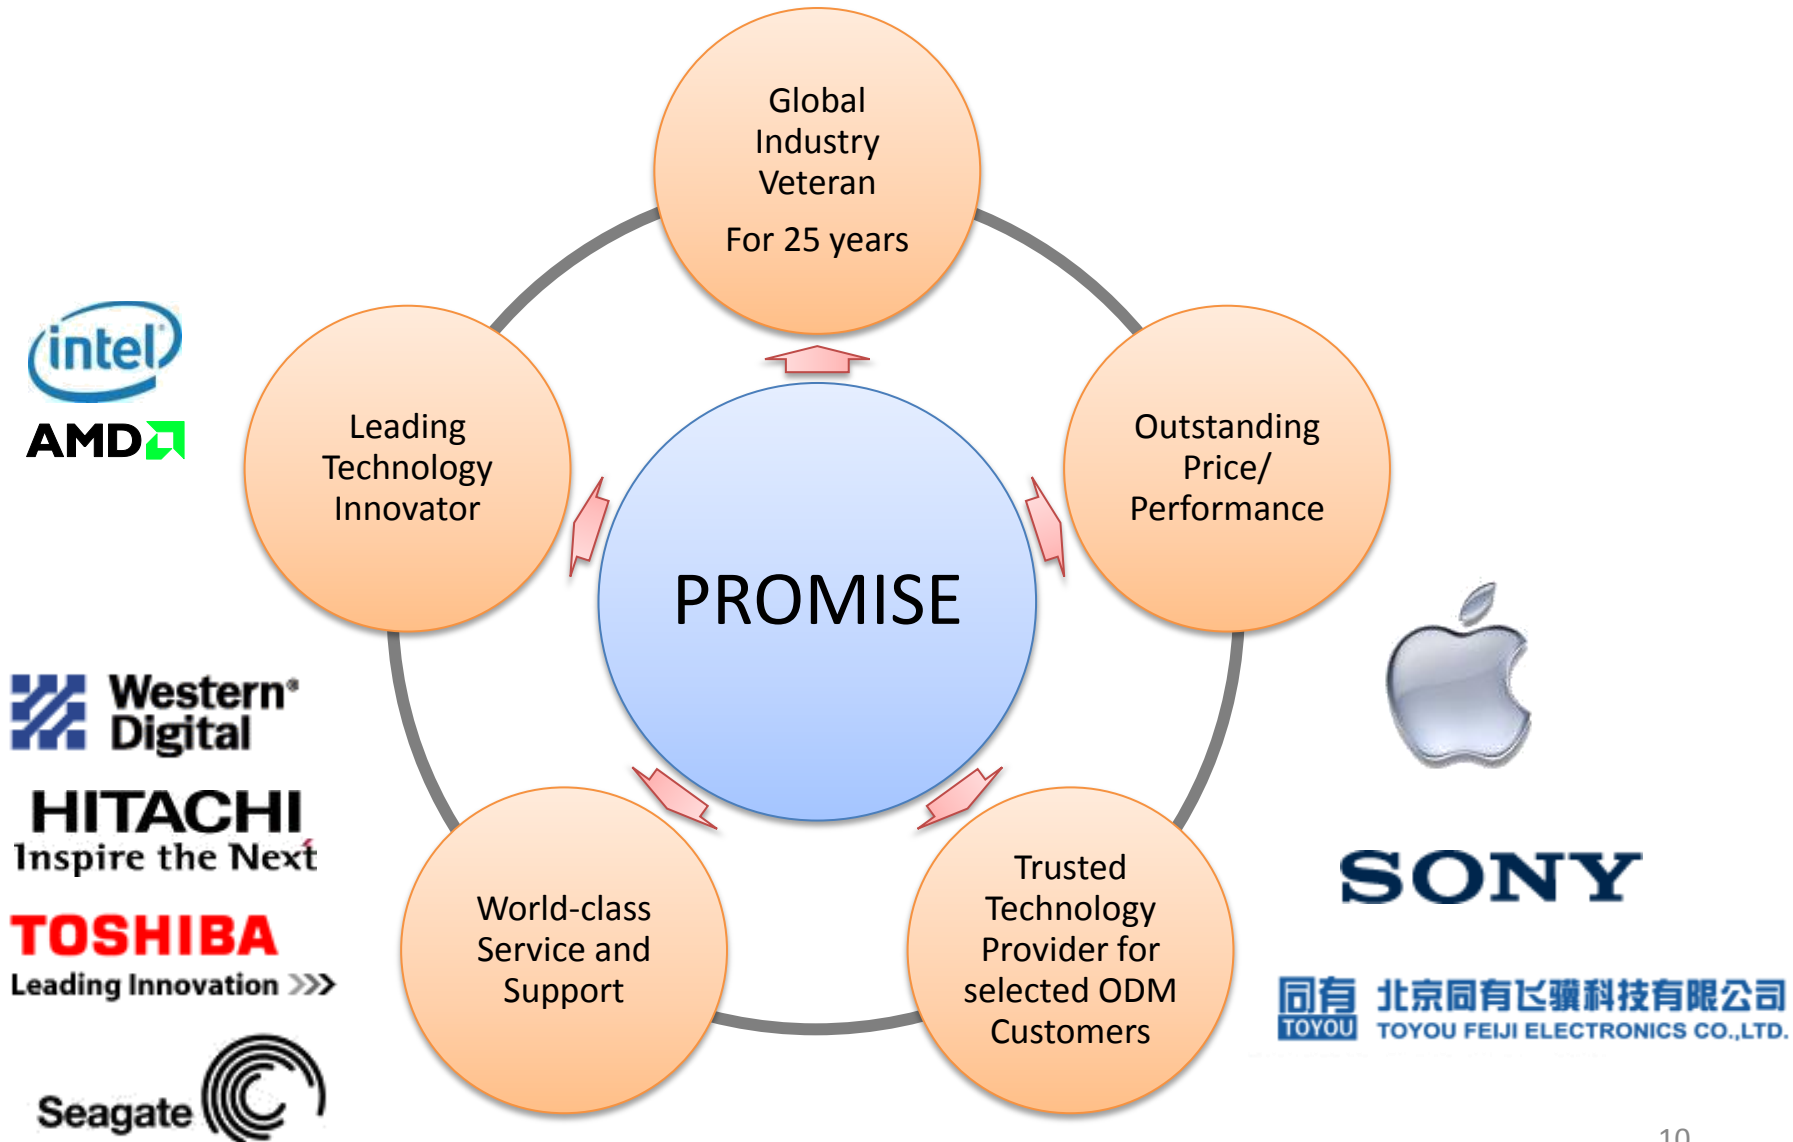 Global
Industry
Veteran
For 25 years
intel
AMD
Leading
Technology
Innovator
Outstanding
Price/
Performance
PROMISE
Western
Digital
HITACHI
Inspire the Next
TOSHIBA
Leading Innovation >>>
Seagate
World-class
Service and
Support
Trusted
Technology
Provider for
selected ODM
Customers
SONY
同有
TOYOU
北京同有飞骥科技有限公司
TOYOU FEIJI ELECTRONICS CO.,LTD.
10